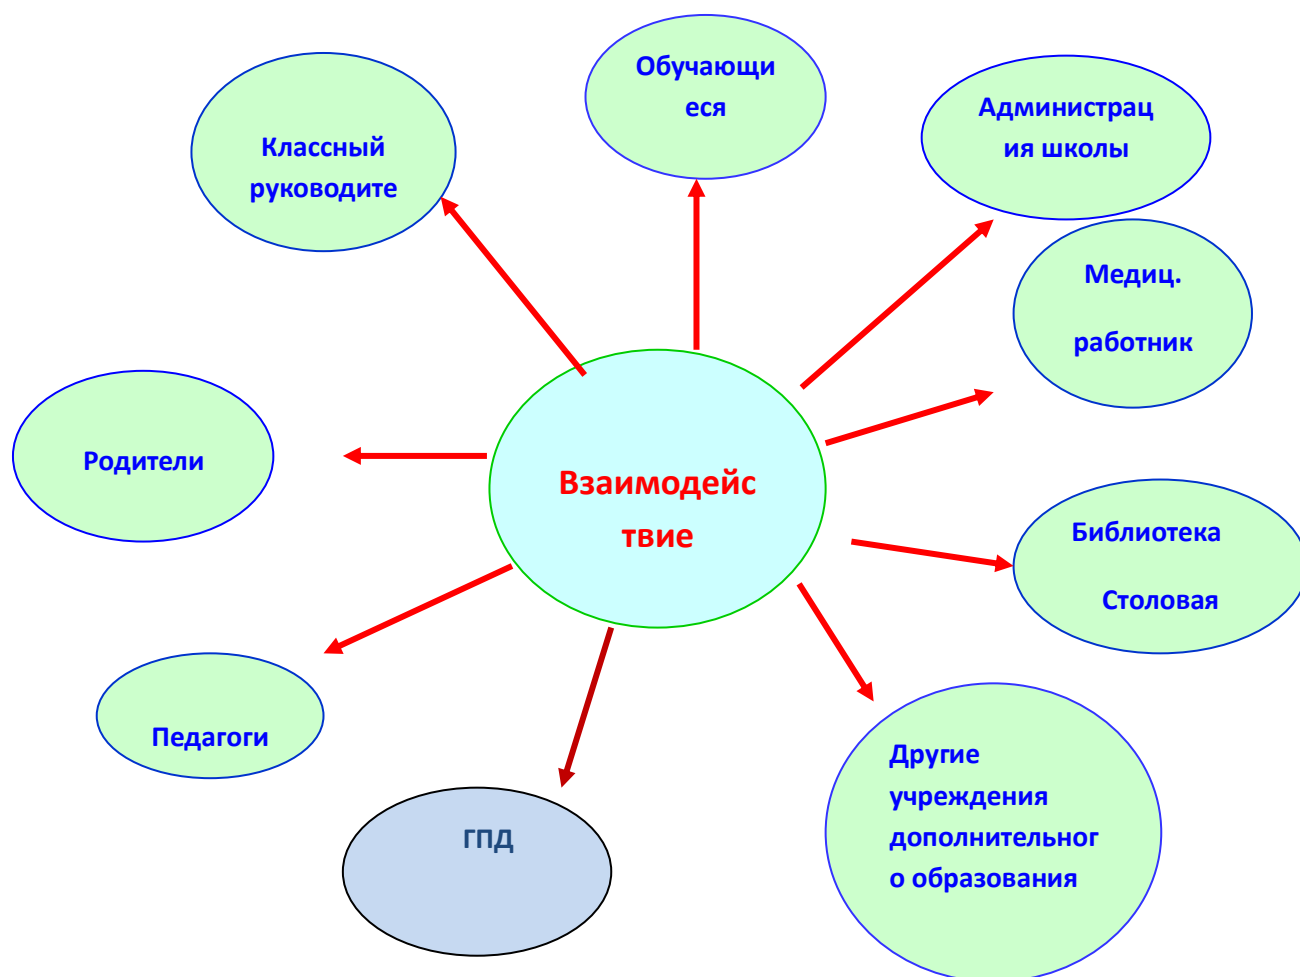 Обучающи
еся
Администрац
ия школы
Классный
руководите
Медиц.
работник
Родители
Взаимодейс
твие
Библиотека
Столовая
Педагоги
ГПД
Другие
учреждения
дополнительног
о образования